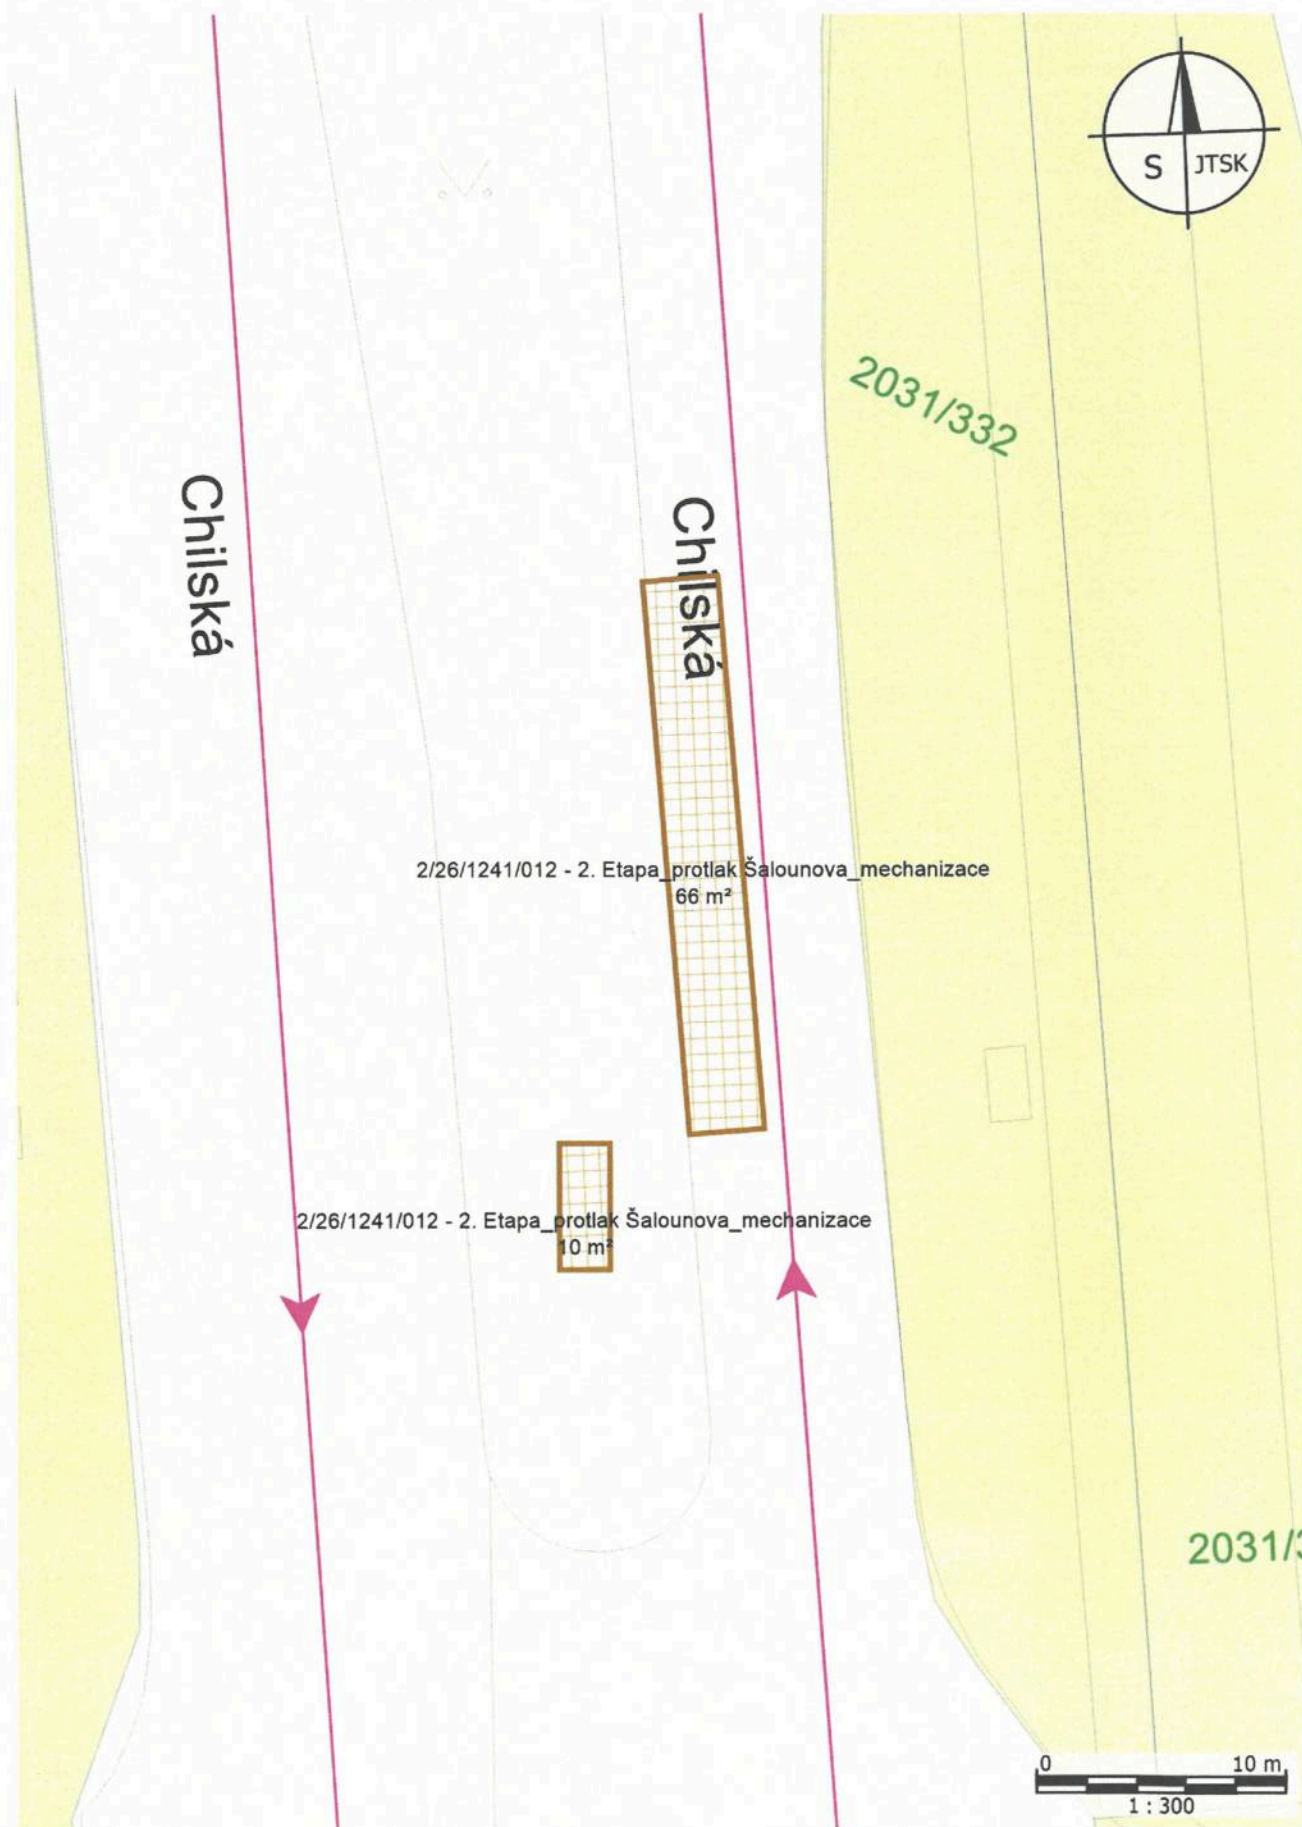 S JTSK
2031/332
Chilská
Chilská
2/26/1241/012 - 2. Etapa_protlak Šalounova_mechanizace
66 m²
2/26/1241/012 - 2. Etapa_protlak Šalounova_mechanizace
10 m²
0 10 m
1 : 300